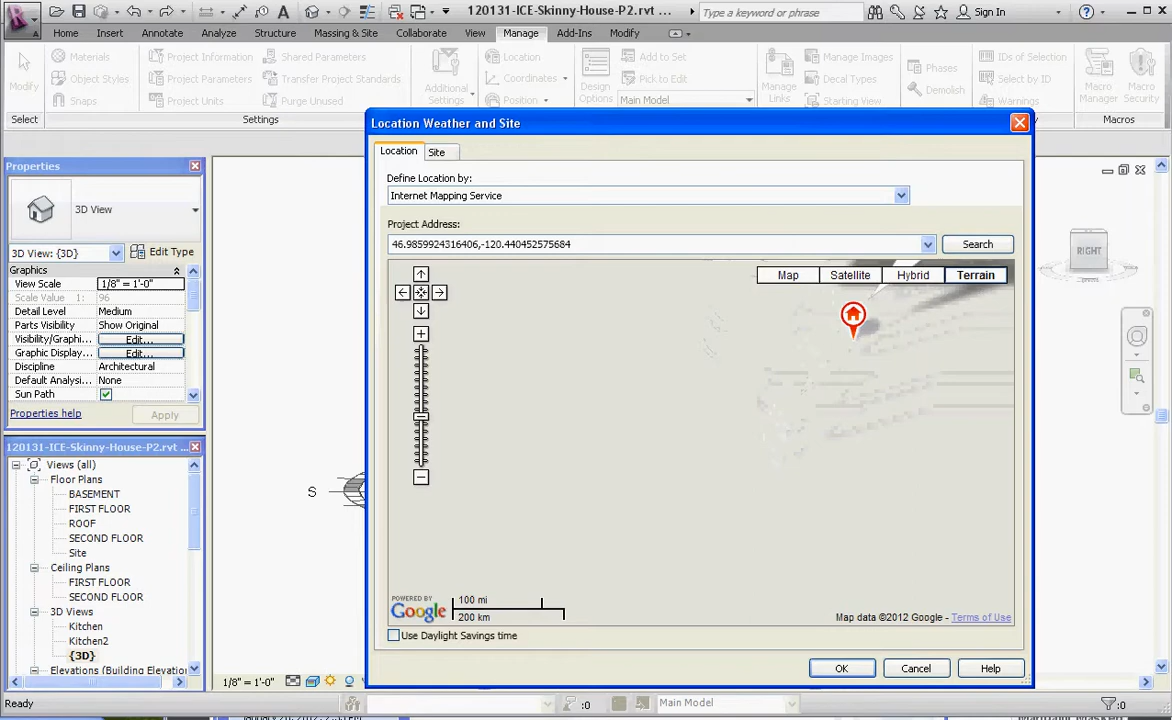 120131-ICE-Skinny-House-P2.rvt ...
Type a keyword or phrase
Sign In
Home Insert Annotate Analyze Structure Massing & Site Collaborate View Manage Add-Ins Modify
Modify
Materials
Object Styles
Snaps
Project Information
Project Parameters
Project Units
Shared Parameters
Transfer Project Standards
Purge Unused
Additional
Settings
Location
Coordinates
Position
Design
Options
Add to Set
Pick to Edit
Main Model
Manage
Links
Manage Images
Decal Types
Starting View
Phases
Demolish
IDs of Selection
Select by ID
Warnings
Macro
Manager
Macro
Security
Select
Settings
Macros
Location Weather and Site
Location
Site
Define Location by:
Internet Mapping Service
Project Address:
46.9859924316406,-120.440452575684
Search
Map
Satellite
Hybrid
Terrain
POWERED BY
Google
100 mi
200 km
Map data ©2012 Google - Terms of Use
Use Daylight Savings time
OK
Cancel
Help
Properties
3D View
3D View: {3D}
Edit Type
Graphics
View Scale 1/8" = 1'-0"
Scale Value 1: 96
Detail Level Medium
Parts Visibility Show Original
Visibility/Graphi... Edit...
Graphic Display... Edit...
Discipline Architectural
Default Analysi... None
Sun Path
Properties help
Apply
120131-ICE-Skinny-House-P2.rvt ...
Views (all)
Floor Plans
BASEMENT
FIRST FLOOR
ROOF
SECOND FLOOR
Site
Ceiling Plans
FIRST FLOOR
SECOND FLOOR
3D Views
Kitchen
Kitchen2
{3D}
Elevations (Building Elevation
S
RIGHT
1/8" = 1'-0"
Ready
:0
Main Model
:0